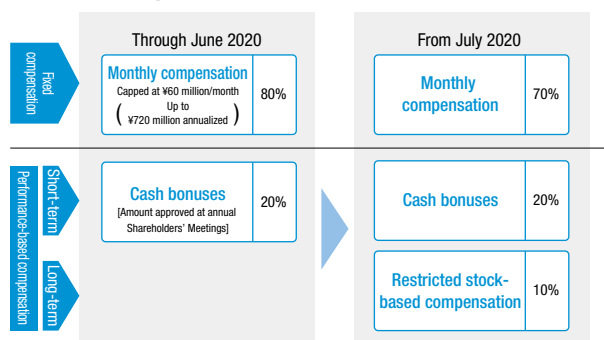 Through June 2020
From July 2020
Fixed
compensation
Monthly compensation
Capped at ¥60 million/month
( Up to
¥720 million annualized )
80%
Monthly
compensation
70%
Performance-based compensation
Short-term
Cash bonuses
[Amount approved at annual
Shareholders' Meetings]
20%
Cash bonuses
20%
Long-term
Restricted stock-
based compensation
10%